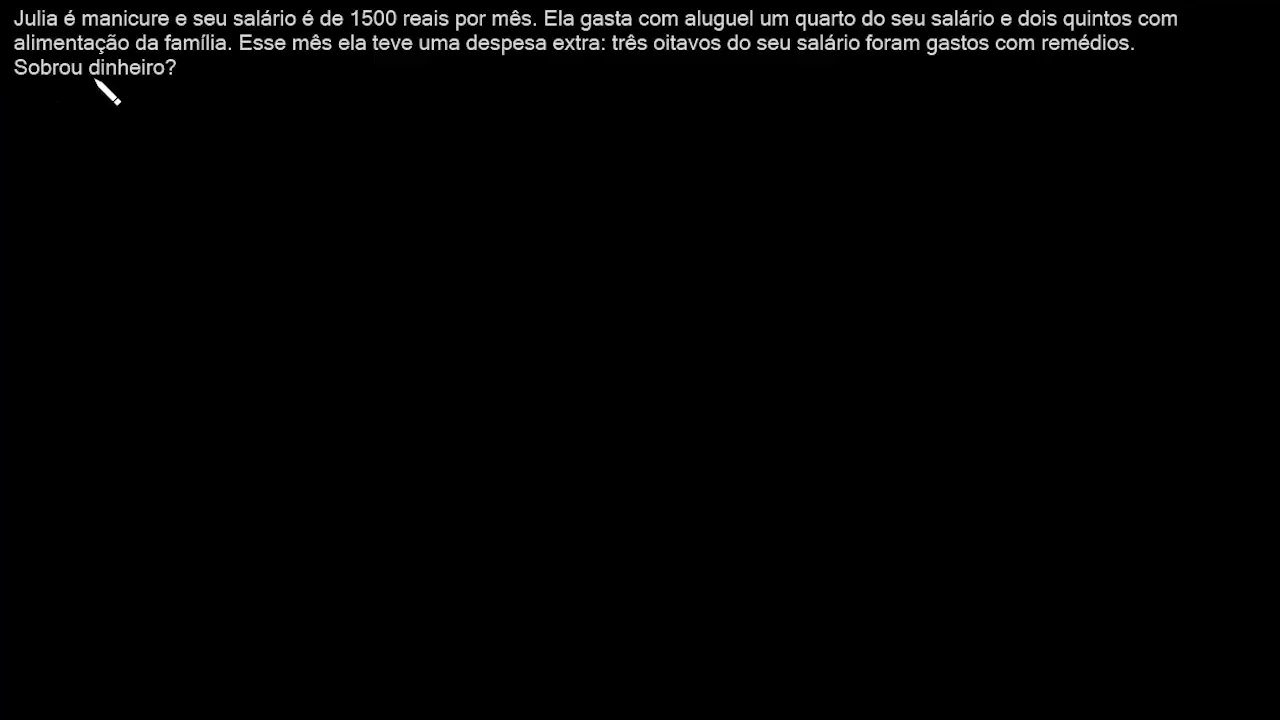 Julia é manicure e seu salário é de 1500 reais por mês. Ela gasta com aluguel um quarto do seu salário e dois quintos com
alimentação da família. Esse mês ela teve uma despesa extra: três oitavos do seu salário foram gastos com remédios.
Sobrou dinheiro?